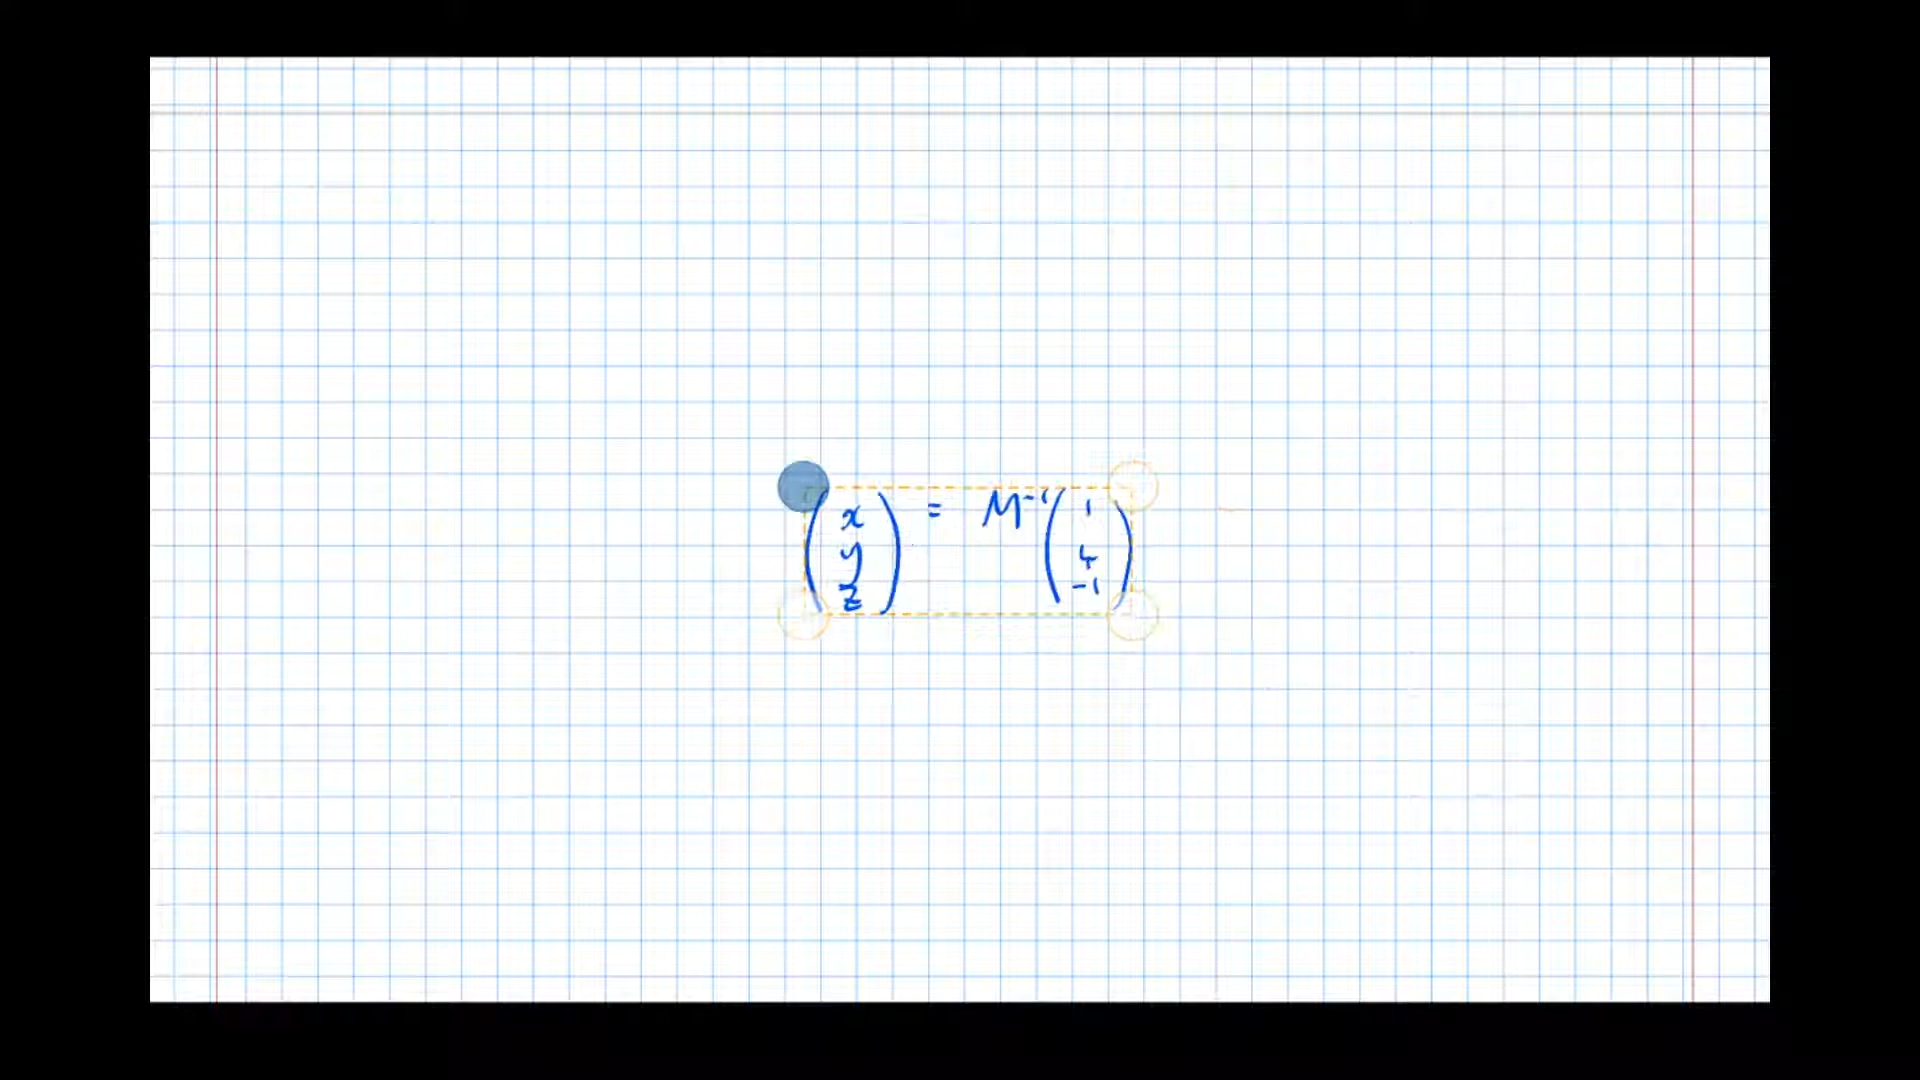 ( x ) = M⁻¹ ( 1 )
( y ) ( 4 )
( z ) ( -1 )